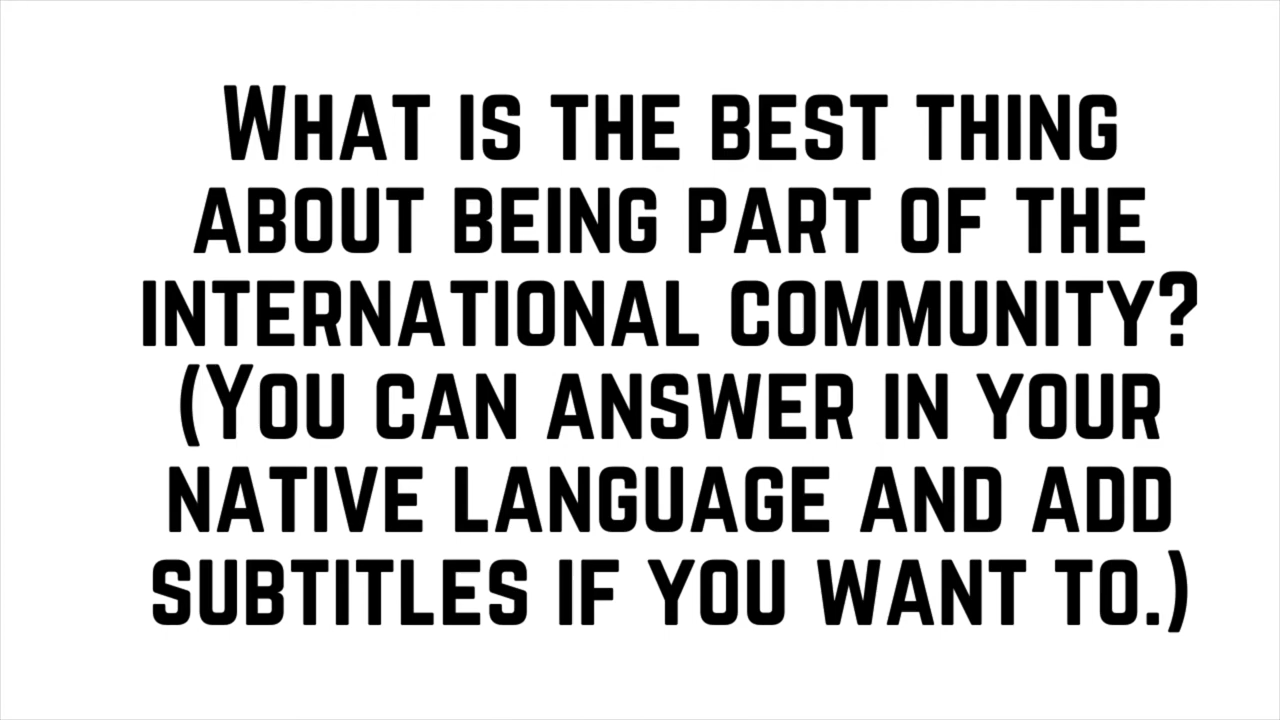 What is the best thing
about being part of the
international community?
(You can answer in your
native language and add
subtitles if you want to.)